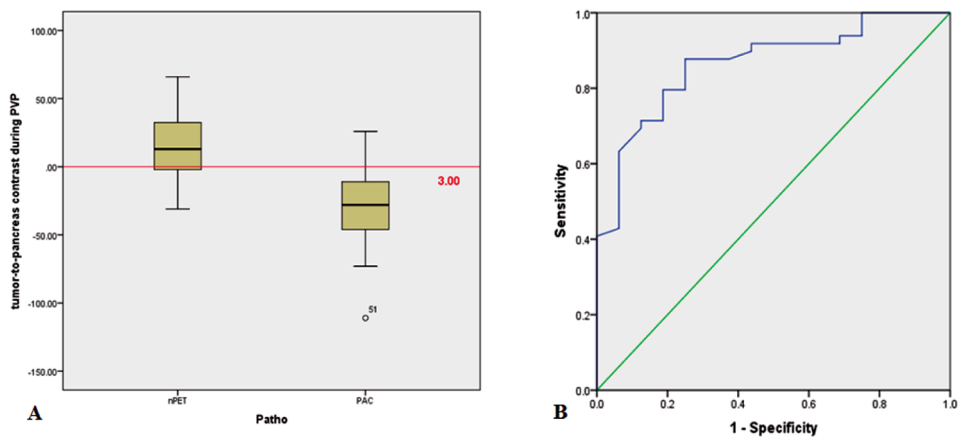 tumor-to-pancreas contrast during PVP
100.00
50.00
.00
-50.00
-100.00
-150.00
3.00
51
nPET
PAC
Patho
A
Sensitivity
1.0
0.8
0.6
0.4
0.2
0.0
0.0 0.2 0.4 0.6 0.8 1.0
1 - Specificity
B